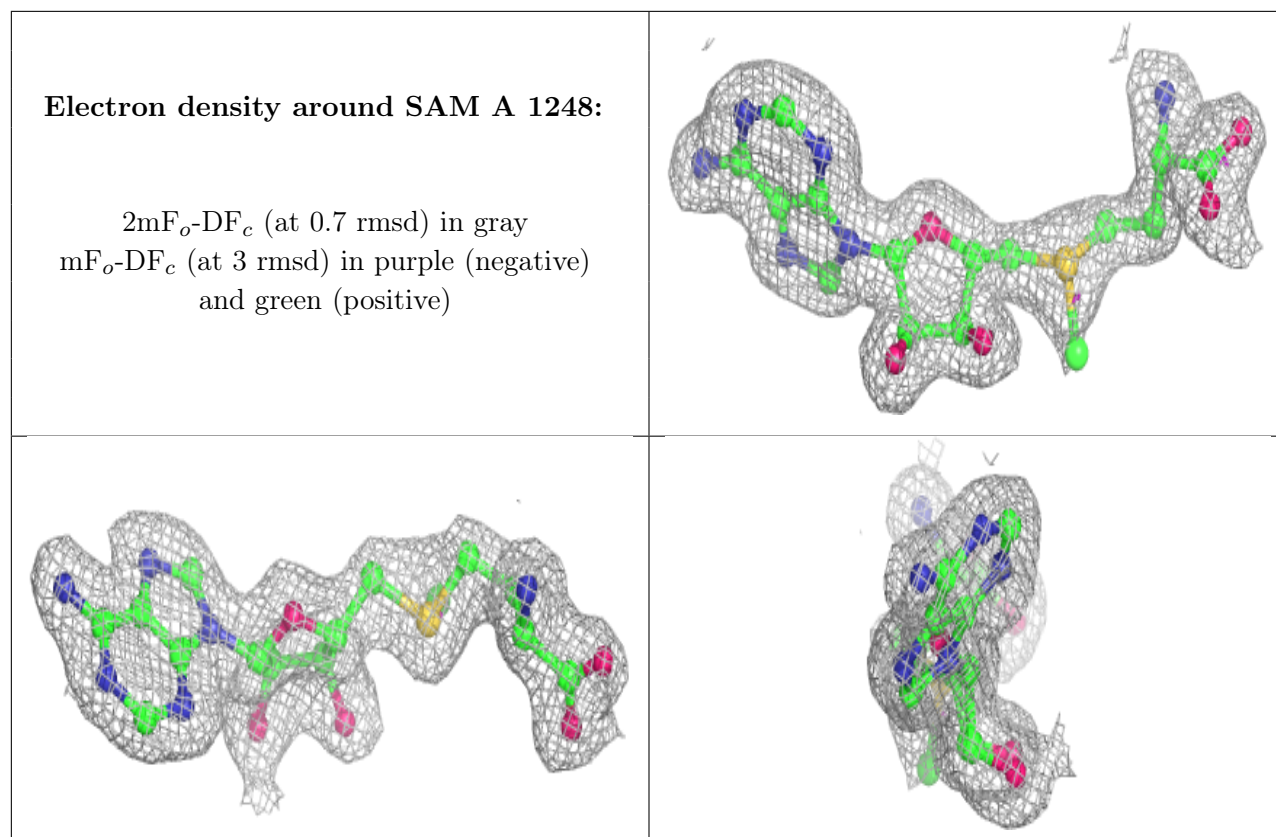 Electron density around SAM A 1248:
2mFo-DFc (at 0.7 rmsd) in gray
mFo-DFc (at 3 rmsd) in purple (negative)
and green (positive)